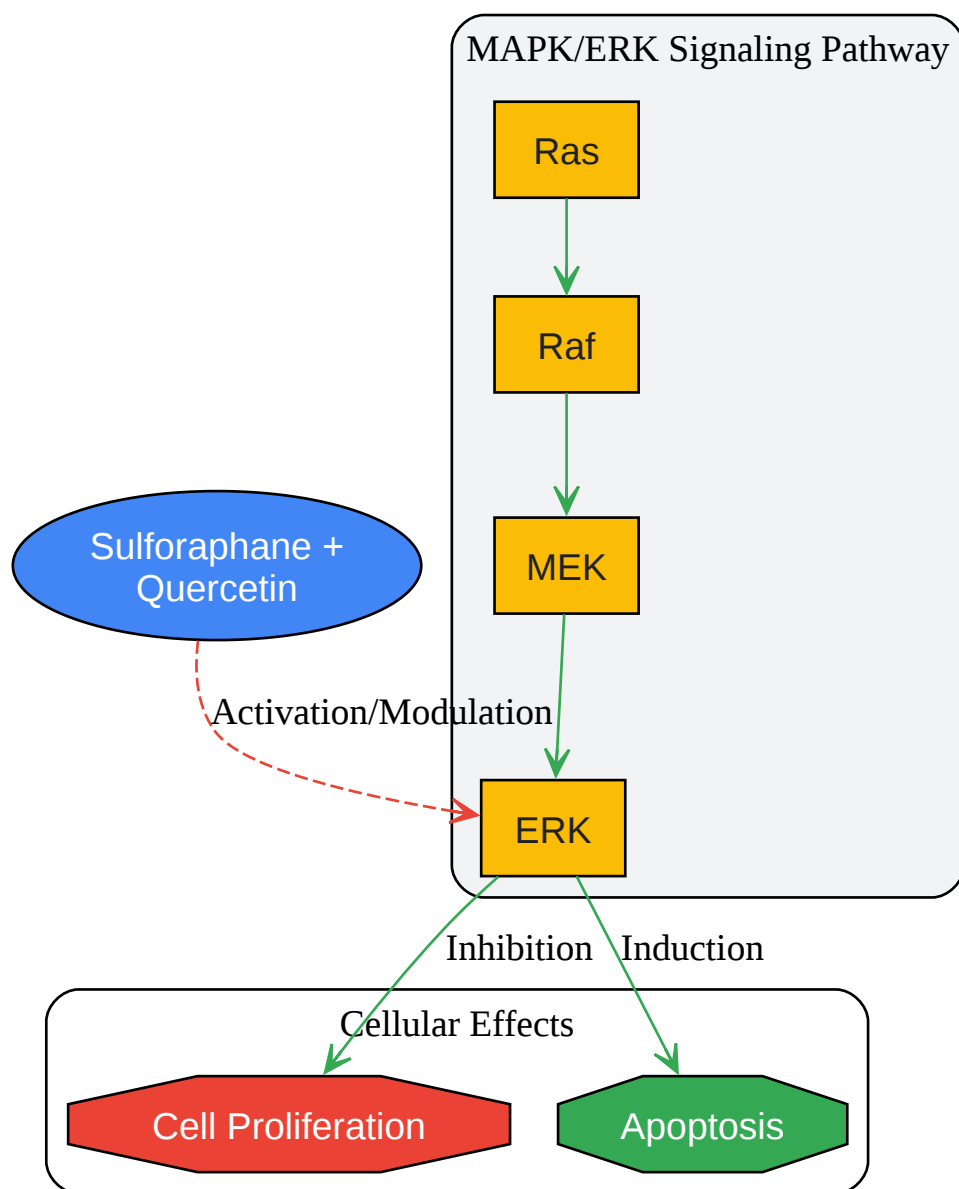 MAPK/ERK Signaling Pathway
Ras
Raf
MEK
Sulforaphane +
Quercetin
Activation/Modulation
ERK
Inhibition
Induction
Cellular Effects
Cell Proliferation
Apoptosis